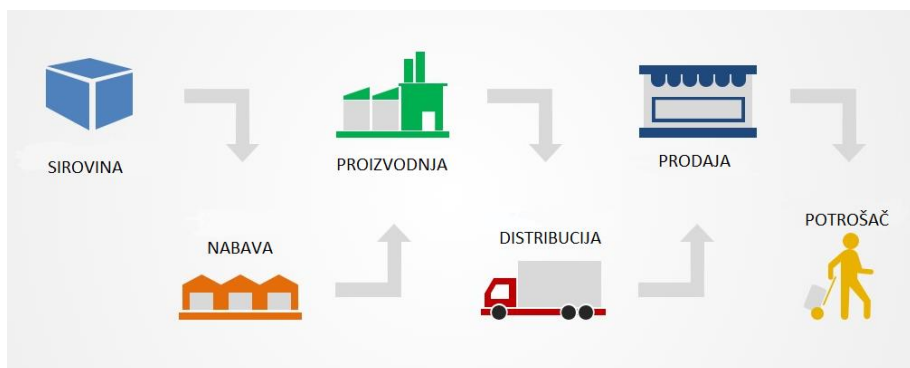 SIROVINA
NABAVA
PROIZVODNJA
DISTRIBUCIJA
PRODAJA
POTROŠAČ